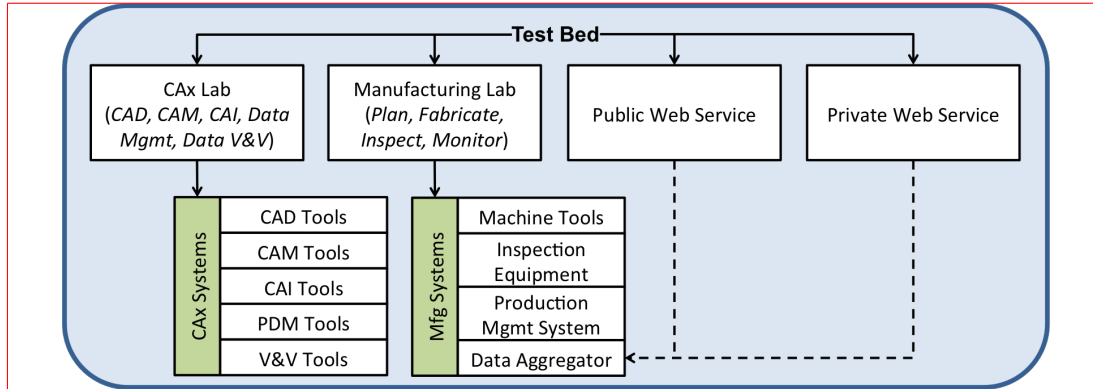 Test Bed
CAx Lab
(CAD, CAM, CAI, Data
Mgmt, Data V&V)
Manufacturing Lab
(Plan, Fabricate,
Inspect, Monitor)
Public Web Service
Private Web Service
CAx Systems
CAD Tools
CAM Tools
CAI Tools
PDM Tools
V&V Tools
Mfg Systems
Machine Tools
Inspection
Equipment
Production
Mgmt System
Data Aggregator